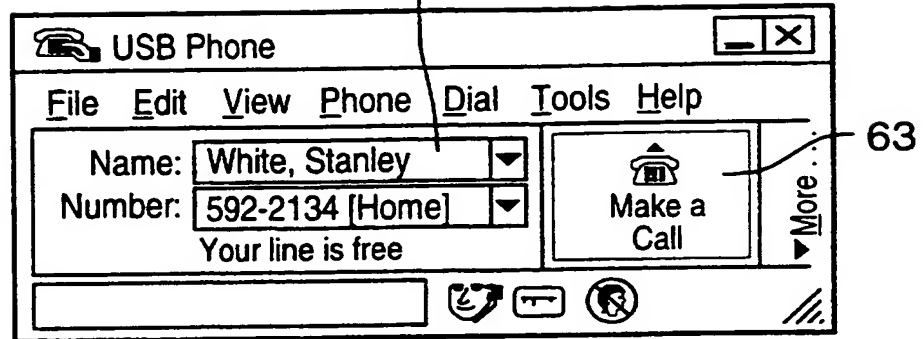 USB Phone
File Edit View Phone Dial Tools Help
Name: White, Stanley
Number: 592-2134 [Home]
Your line is free
Make a
Call
More...
63